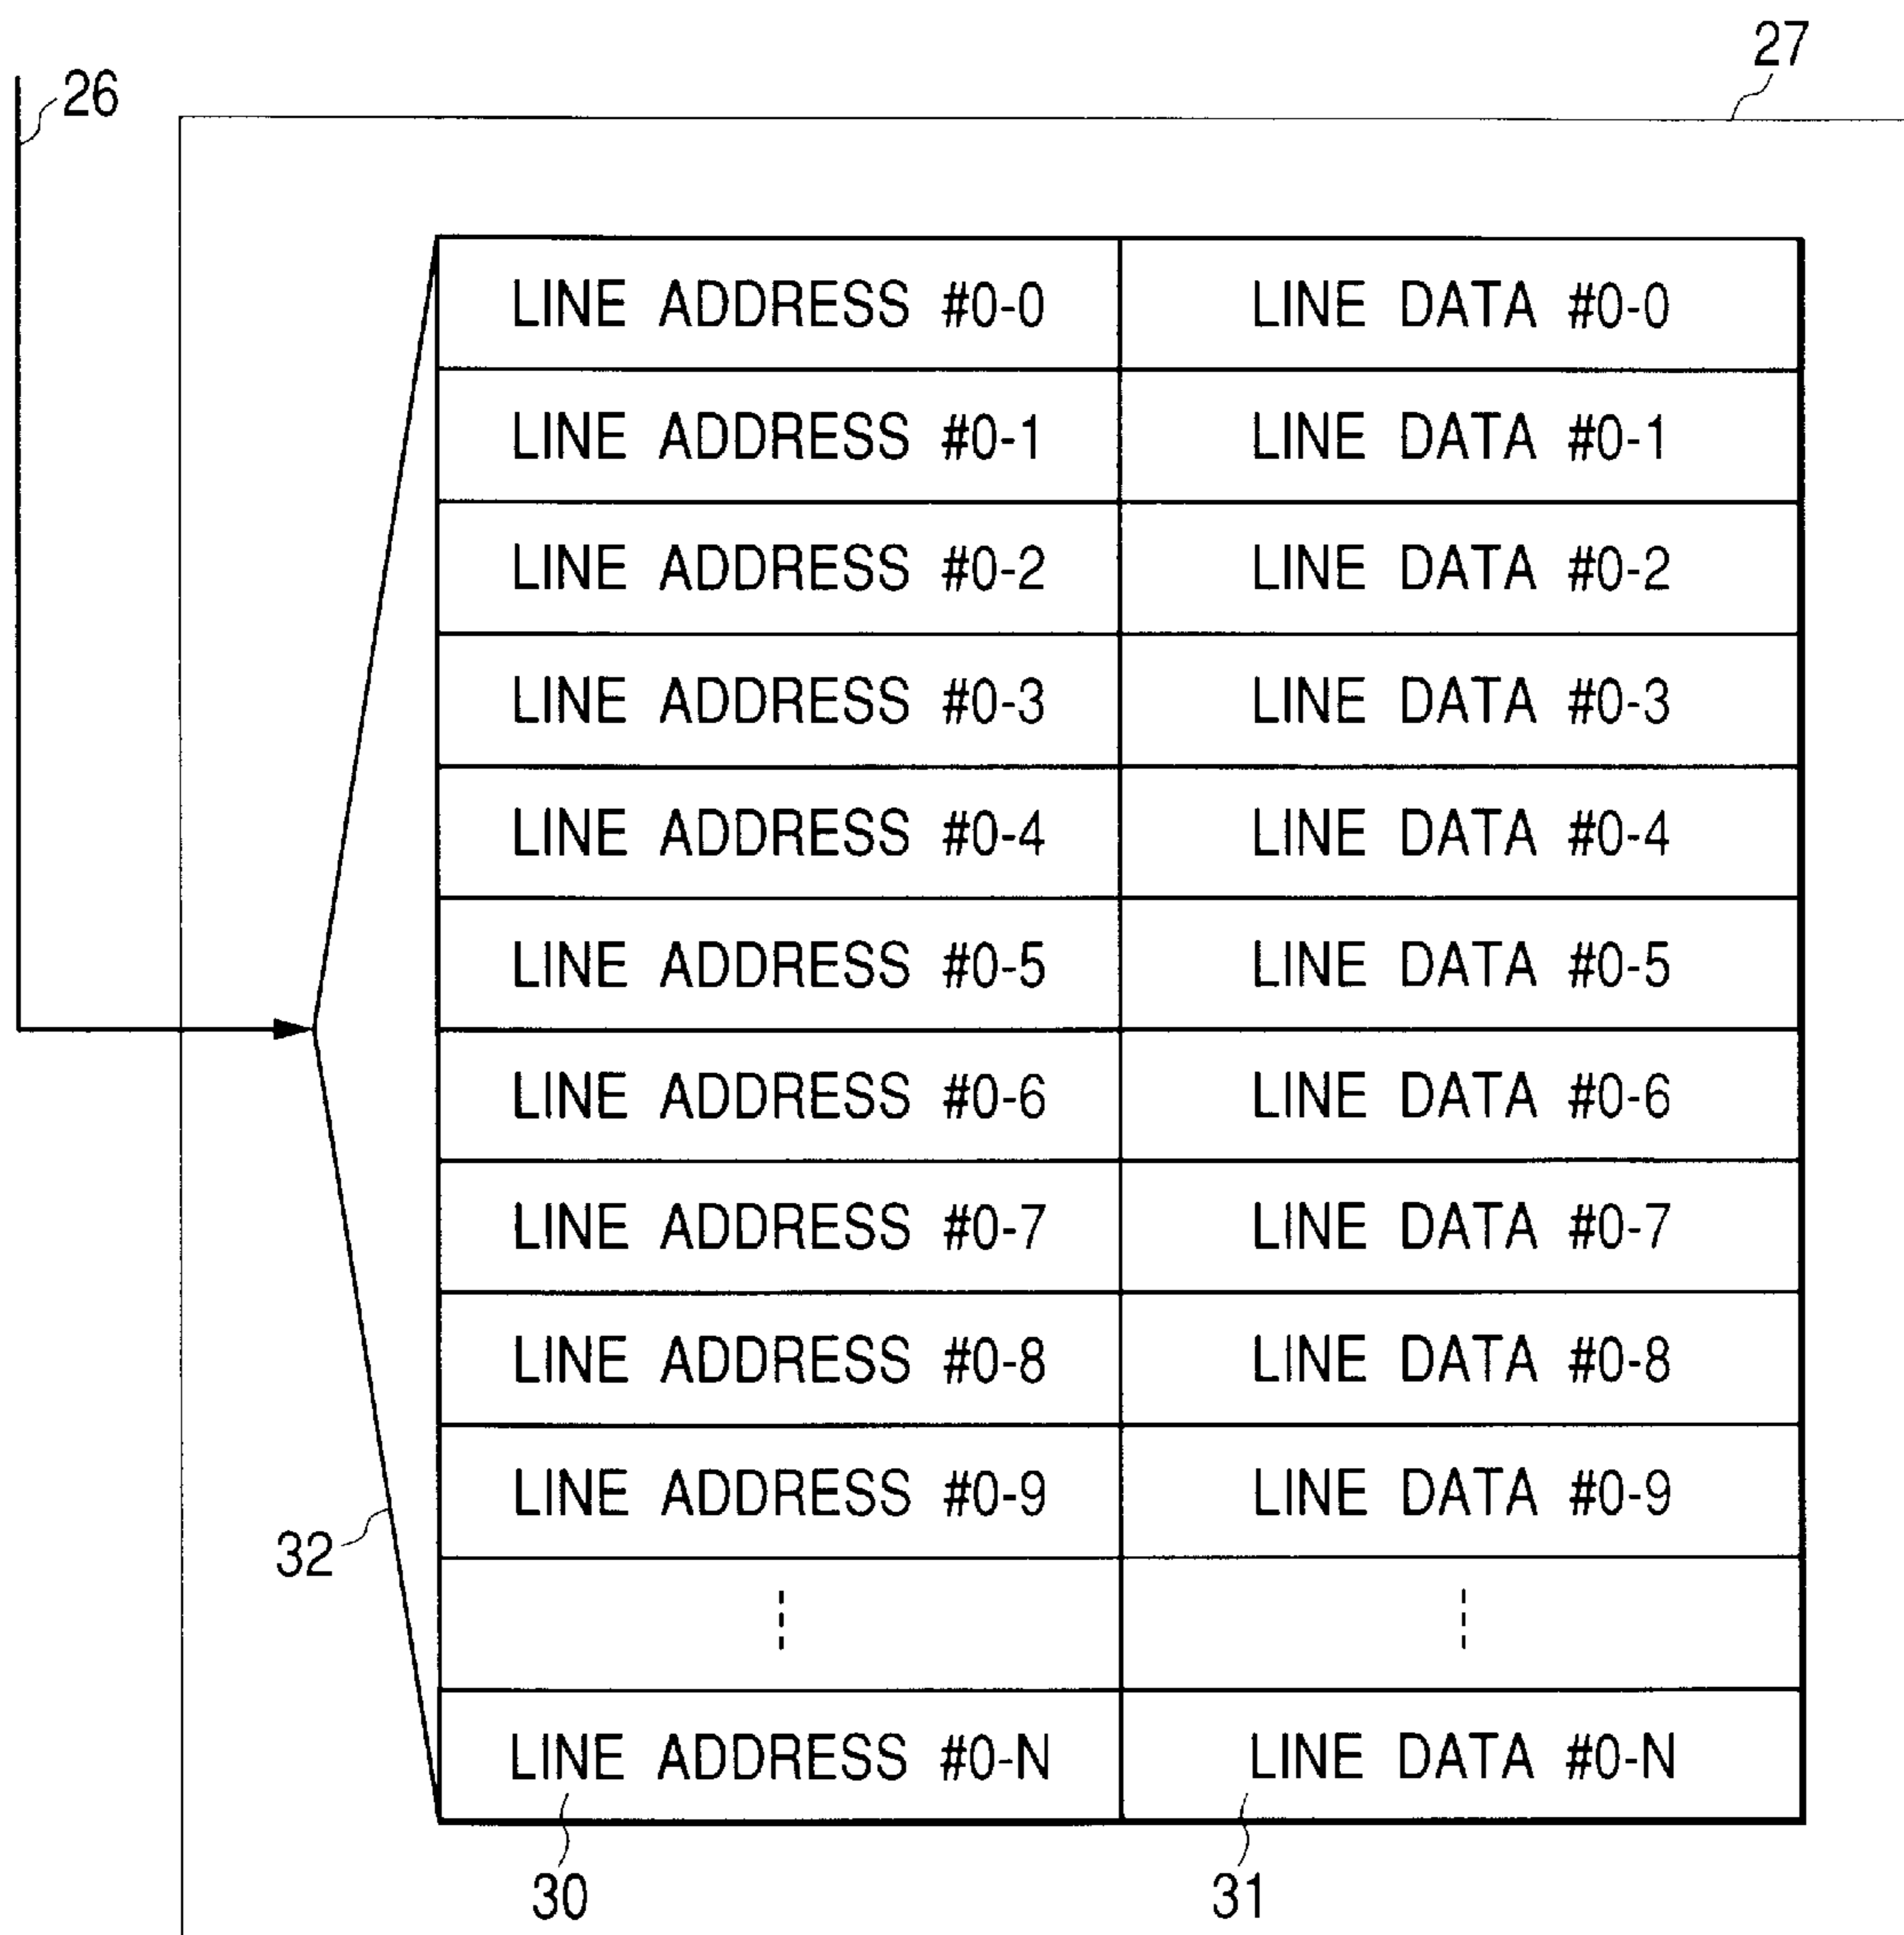 27
26
LINE ADDRESS #0-0 LINE DATA #0-0
LINE ADDRESS #0-1 LINE DATA #0-1
LINE ADDRESS #0-2 LINE DATA #0-2
LINE ADDRESS #0-3 LINE DATA #0-3
LINE ADDRESS #0-4 LINE DATA #0-4
LINE ADDRESS #0-5 LINE DATA #0-5
LINE ADDRESS #0-6 LINE DATA #0-6
LINE ADDRESS #0-7 LINE DATA #0-7
LINE ADDRESS #0-8 LINE DATA #0-8
LINE ADDRESS #0-9 LINE DATA #0-9
32
LINE ADDRESS #0-N LINE DATA #0-N
30 31